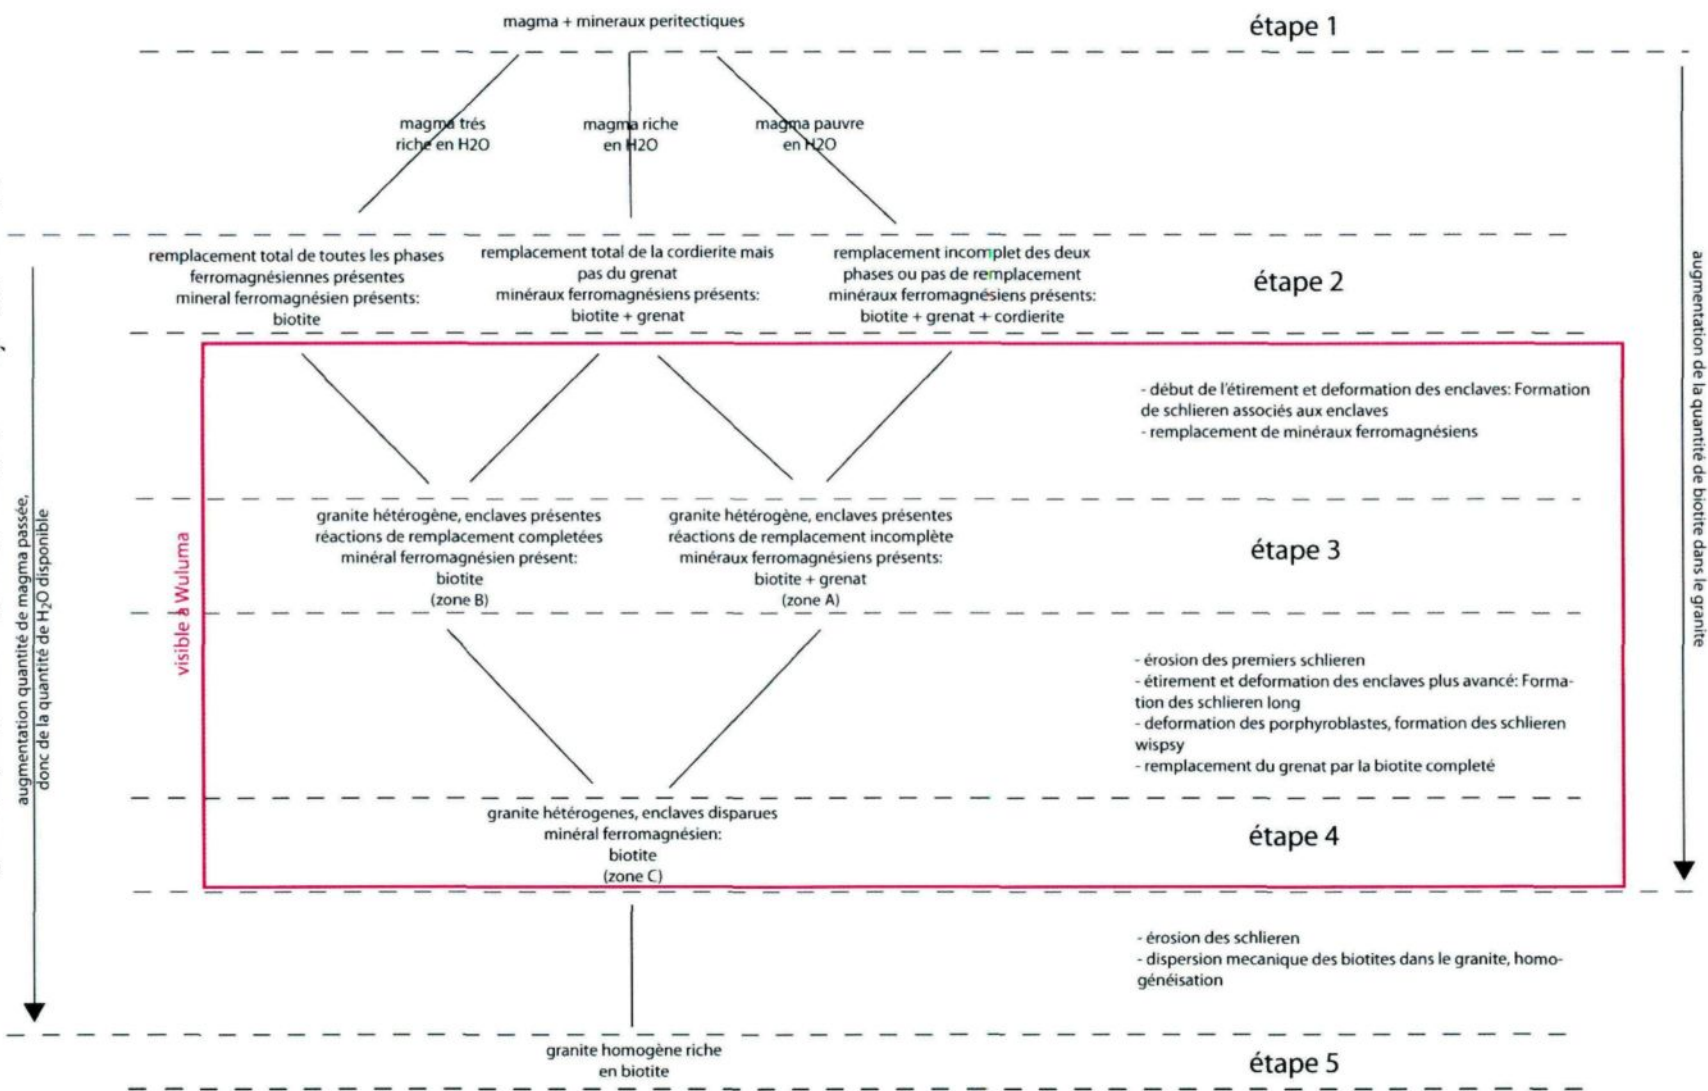 magma + mineraux peritectiques
étape 1
magma trés
riche en H2O
magma riche
en H2O
magma pauvre
en H2O
remplacement total de toutes les phases
ferromagnésiennes présentes
mineral ferromagnésien présents:
biotite
remplacement total de la cordierite mais
pas du grenat
minéraux ferromagnésiens présents:
biotite + grenat
remplacement incomplet des deux
phases ou pas de remplacement
minéraux ferromagnésiens présents:
biotite + grenat + cordierite
étape 2
- début de l'étirement et deformation des enclaves: Formation
de schlieren associés aux enclaves
- remplacement de minéraux ferromagnésiens
granite hétérogène, enclaves présentes
réactions de remplacement completées
minéral ferromagnésien présent:
biotite
(zone B)
granite hétérogène, enclaves présentes
réactions de remplacement incomplète
minéraux ferromagnésiens présents:
biotite + grenat
(zone A)
étape 3
- érosion des premiers schlieren
- étirement et deformation des enclaves plus avancé: Forma-
tion des schlieren long
- deformation des porphyroblastes, formation des schlieren
wispsy
- remplacement du grenat par la biotite completé
granite hétérogenes, enclaves disparues
minéral ferromagnésien:
biotite
(zone C)
étape 4
- érosion des schlieren
- dispersion mecanique des biotites dans le granite, homo-
généisation
granite homogène riche
en biotite
étape 5
augmentation quantité de magma passée,
donc de la quantité de H2O disponible
visible à Wuluma
augmentation de la quantité de biotite dans le granite